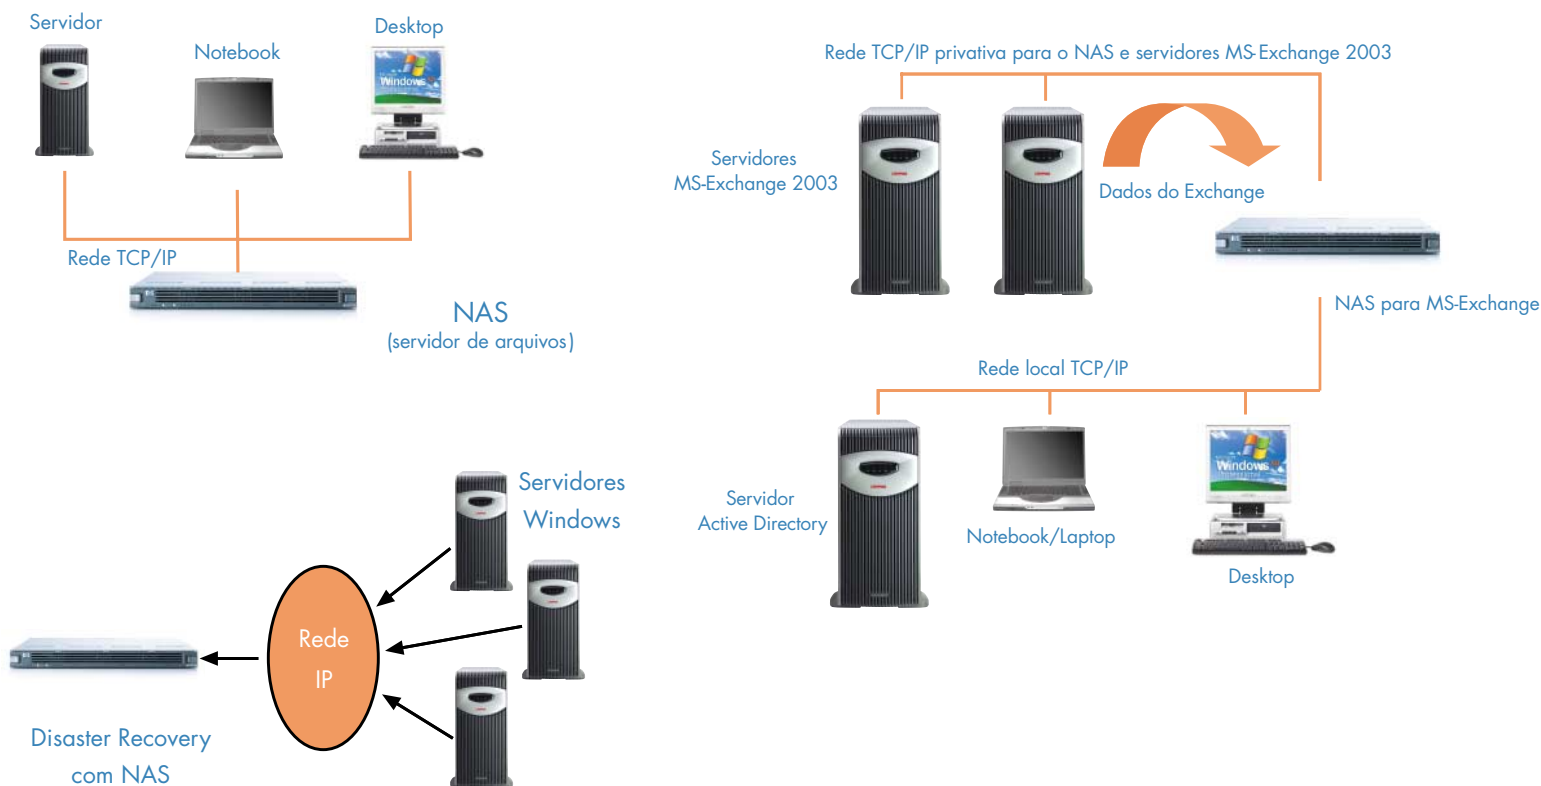 Servidor
Notebook
Desktop
Windows
Rede TCP/IP
NAS
(servidor de arquivos)
Rede TCP/IP privativa para o NAS e servidores MS-Exchange 2003
Servidores
MS-Exchange 2003
Dados do Exchange
NAS para MS-Exchange
Rede local TCP/IP
Servidor
Active Directory
Notebook/Laptop
Windows
Desktop
Servidores
Windows
Rede
IP
Disaster Recovery
com NAS